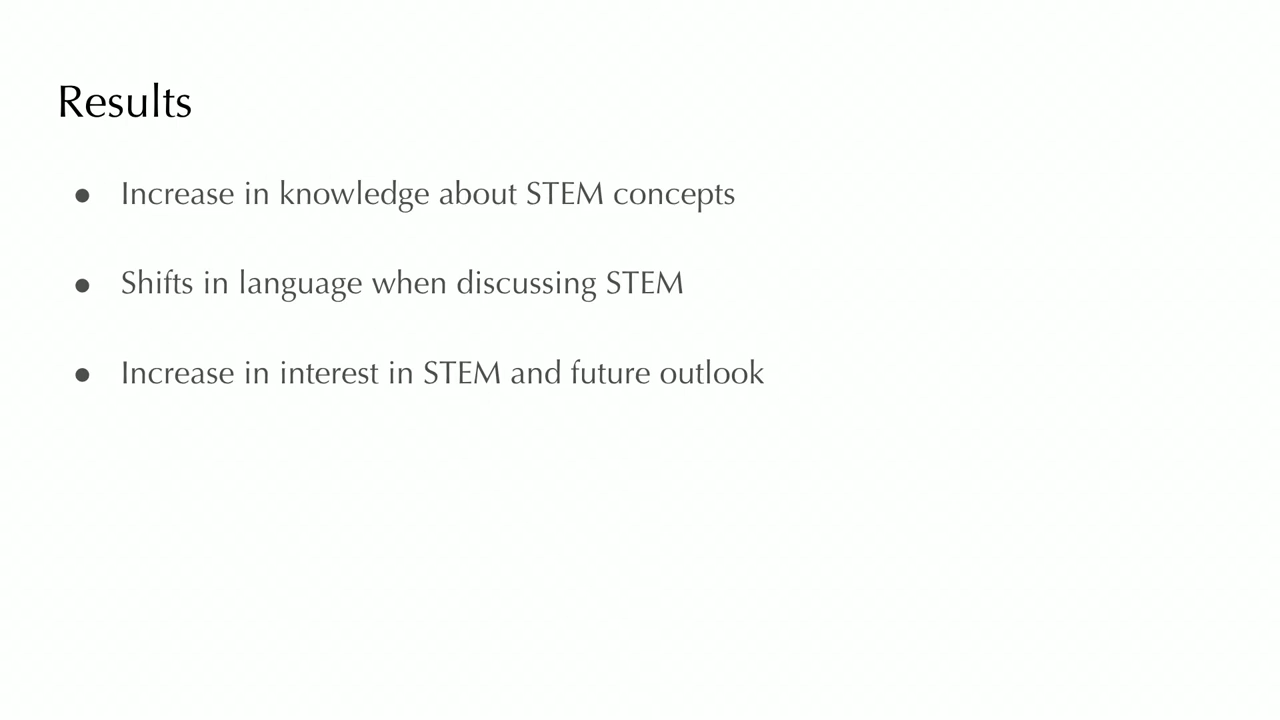 Results
● Increase in knowledge about STEM concepts
● Shifts in language when discussing STEM
● Increase in interest in STEM and future outlook